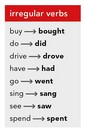 irregular verbs
buy → bought
do → did
drive → drove
have → had
go → went
sing → sang
see → saw
spend → spent